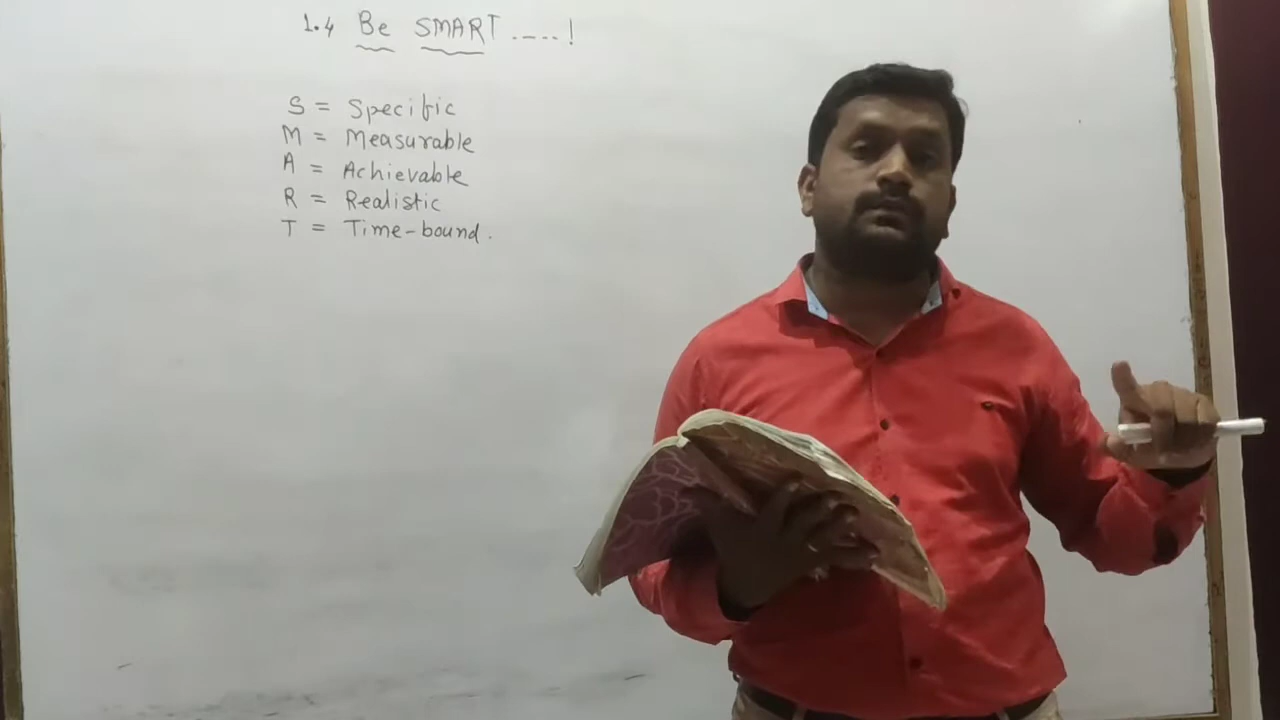 1.4 Be SMART -----!
S = Specific
M = Measurable
A = Achievable
R = Realistic
T = Time-bound.